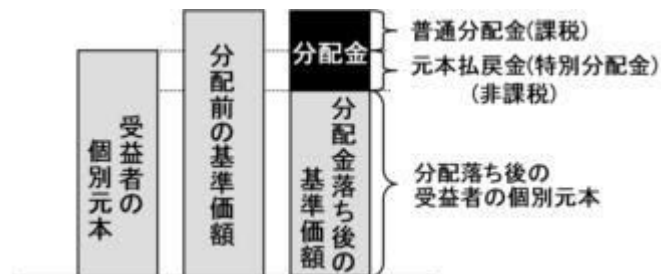 受益者の
個別元本
分配前の基準価額
分配金
分配金落ち後の
基準価額
普通分配金(課税)
元本払戻金(特別分配金)
(非課税)
分配落ち後の
受益者の個別元本